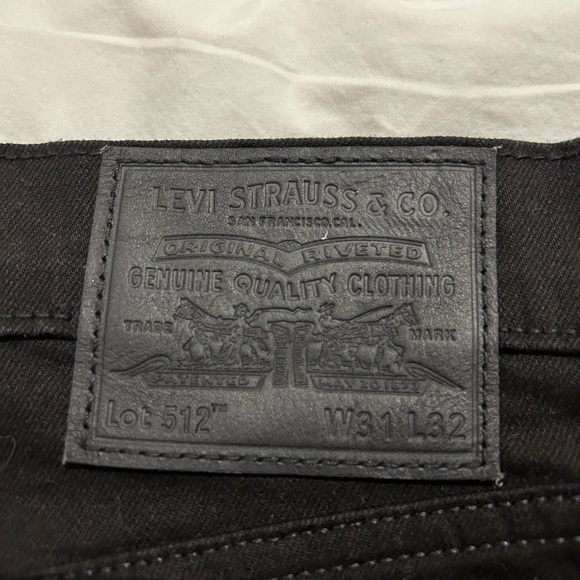 LEVI STRAUSS & CO.
SAN FRANCISCO, CAL.
ORIGINAL RIVETED
GENUINE QUALITY CLOTHING
TRADE MARK
PATENTED MAY 20 1873
Lot 512™ W31 L32